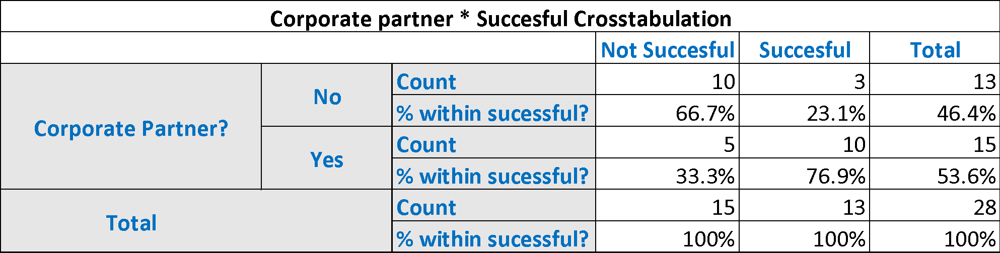 Corporate partner * Succesful Crosstabulation
Not Succesful Succesful Total
Corporate Partner? No Count 10 3 13
% within sucessful? 66.7% 23.1% 46.4%
Yes Count 5 10 15
% within sucessful? 33.3% 76.9% 53.6%
Total Count 15 13 28
% within sucessful? 100% 100% 100%